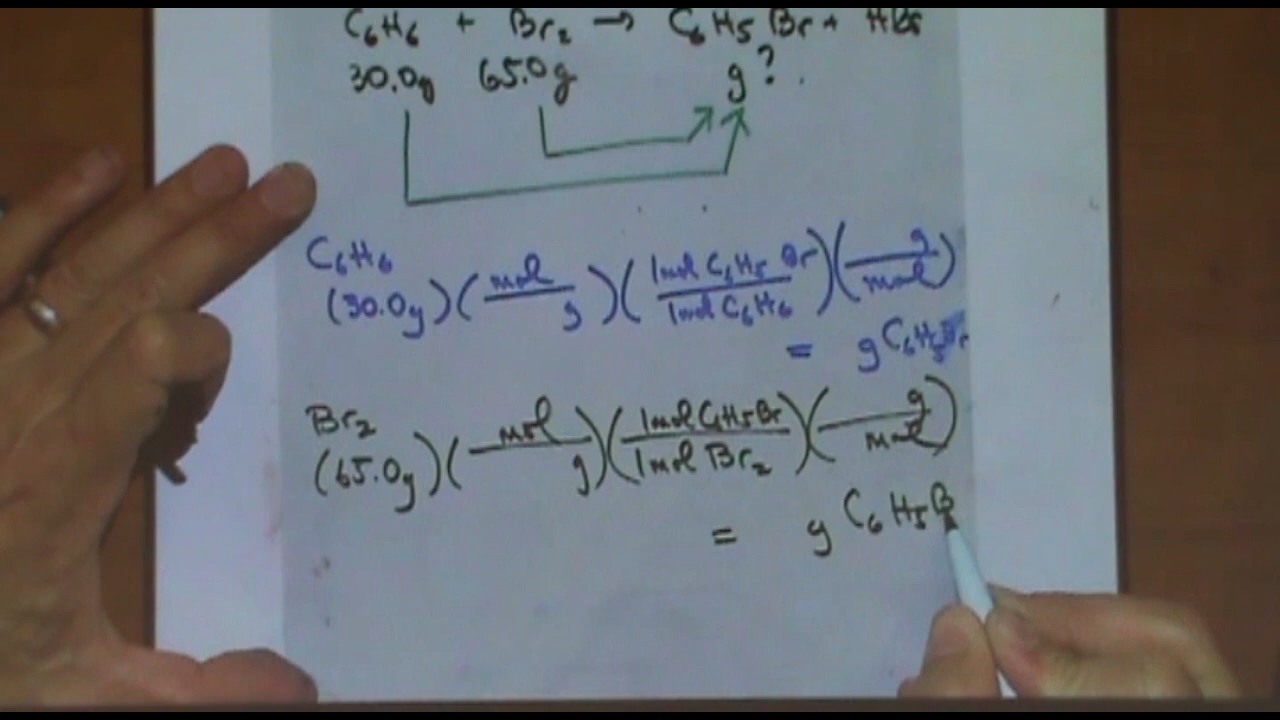 C₆H₆ + Br₂ → C₆H₅Br + HBr
30.0g 65.0g g?
C₆H₆
(30.0g)(mol/g)(1mol C₆H₅Br/1mol C₆H₆)(g/mol)
= g C₆H₅Br
Br₂
(65.0g)(mol/g)(1mol C₆H₅Br/1mol Br₂)(g/mol)
= g C₆H₅B